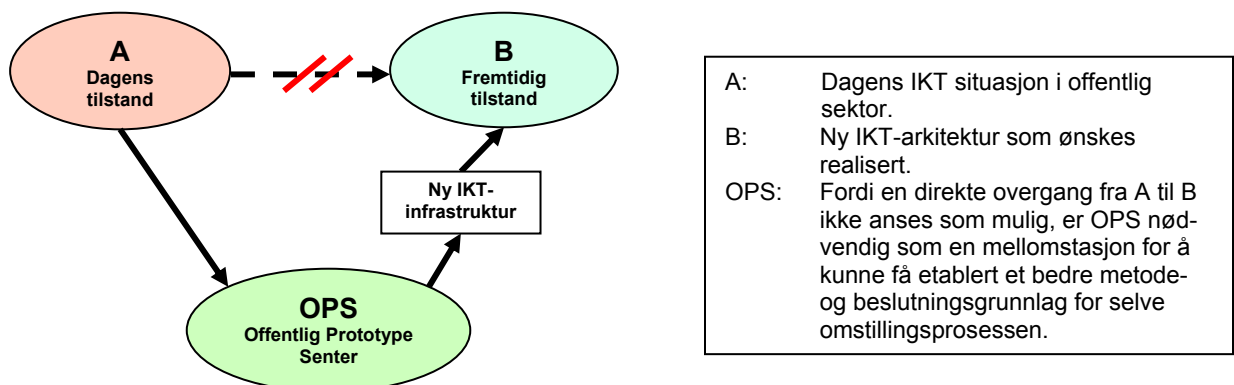 A
Dagens
tilstand
B
Fremtidig
tilstand
Ny IKT-
infrastruktur
OPS
Offentlig Prototype
Senter
A: Dagens IKT situasjon i offentlig
sektor.
B: Ny IKT-arkitektur som ønskes
realisert.
OPS: Fordi en direkte overgang fra A til B
ikke anses som mulig, er OPS nød-
vendig som en mellomstasjon for å
kunne få etablert et bedre metode-
og beslutningsgrunnlag for selve
omstillingsprosessen.